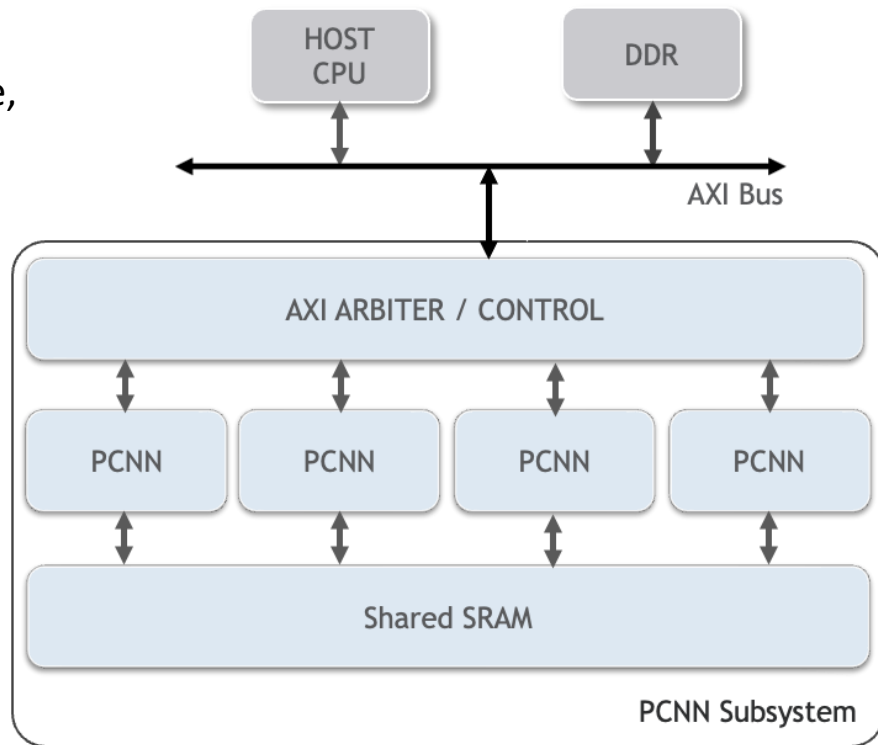 HOST
CPU
DDR
e,
AXI Bus
AXI ARBITER / CONTROL
PCNN PCNN PCNN PCNN
Shared SRAM
PCNN Subsystem